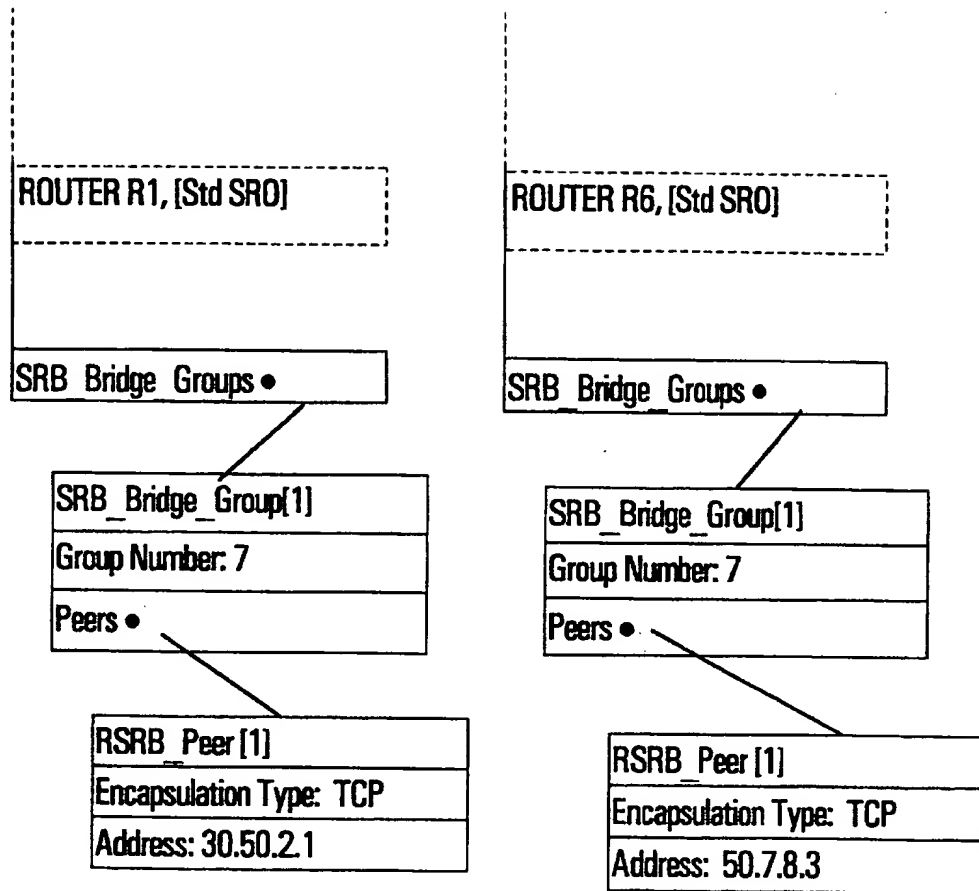 ROUTER R1, [Std SRO]
SRB_Bridge_Groups •
SRB_Bridge_Group[1]
Group Number: 7
Peers •
RSRB_Peer [1]
Encapsulation Type: TCP
Address: 30.50.2.1
ROUTER R6, [Std SRO]
SRB_Bridge_Groups •
SRB_Bridge_Group[1]
Group Number: 7
Peers •
RSRB_Peer [1]
Encapsulation Type: TCP
Address: 50.7.8.3